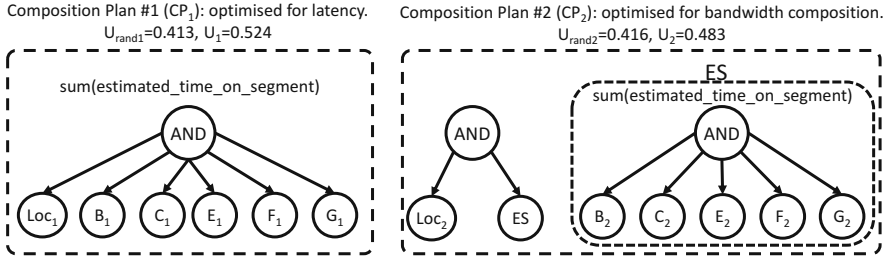 Composition Plan #1 (CP₁): optimised for latency.
U_rand1=0.413, U₁=0.524
sum(estimated_time_on_segment)
AND
Loc₁ B₁ C₁ E₁ F₁ G₁
Composition Plan #2 (CP₂): optimised for bandwidth composition.
U_rand2=0.416, U₂=0.483
ES
sum(estimated_time_on_segment)
AND AND
Loc₂ ES B₂ C₂ E₂ F₂ G₂